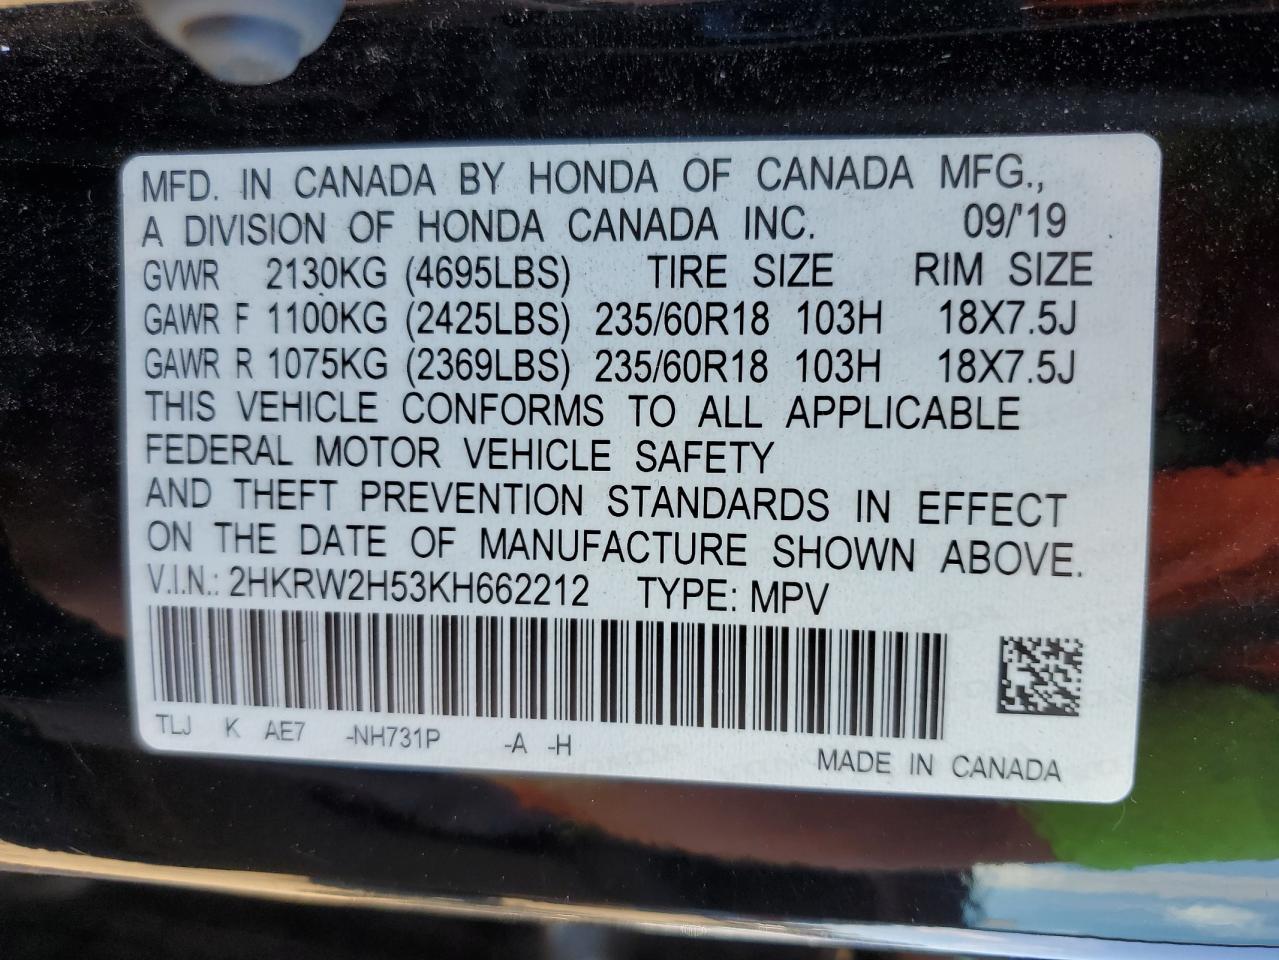 MFD. IN CANADA BY HONDA OF CANADA MFG.,
A DIVISION OF HONDA CANADA INC. 09/'19
GVWR 2130KG (4695LBS) TIRE SIZE RIM SIZE
GAWR F 1100KG (2425LBS) 235/60R18 103H 18X7.5J
GAWR R 1075KG (2369LBS) 235/60R18 103H 18X7.5J
THIS VEHICLE CONFORMS TO ALL APPLICABLE
FEDERAL MOTOR VEHICLE SAFETY
AND THEFT PREVENTION STANDARDS IN EFFECT
ON THE DATE OF MANUFACTURE SHOWN ABOVE.
V.I.N.: 2HKRW2H53KH662212 TYPE: MPV
TLJ K AE7 -NH731P -A -H
MADE IN CANADA